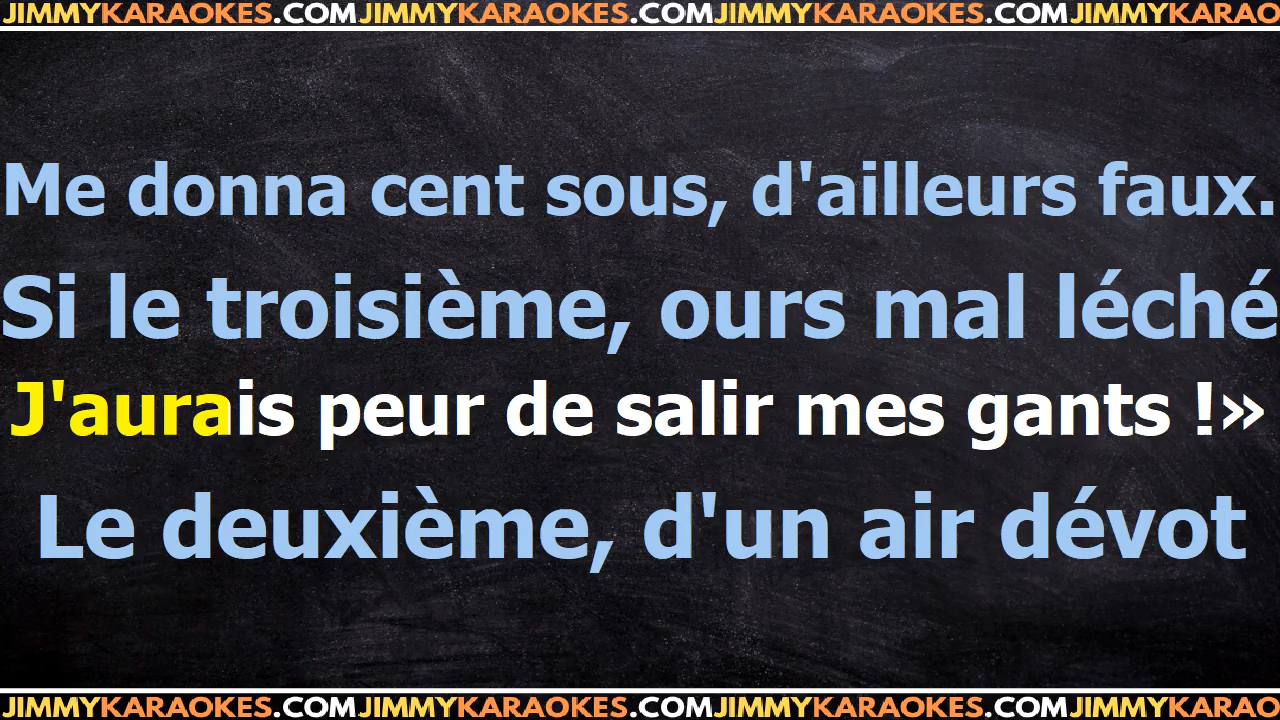 JIMMYKARAOKES.COMJIMMYKARAOKES.COMJIMMYKARAOKES.COMJIMMYKARAO
Me donna cent sous, d'ailleurs faux.
Si le troisième, ours mal léché
J'aurais peur de salir mes gants !»
Le deuxième, d'un air dévot
JIMMYKARAOKES.COMJIMMYKARAOKES.COMJIMMYKARAOKES.COMJIMMYKARAO